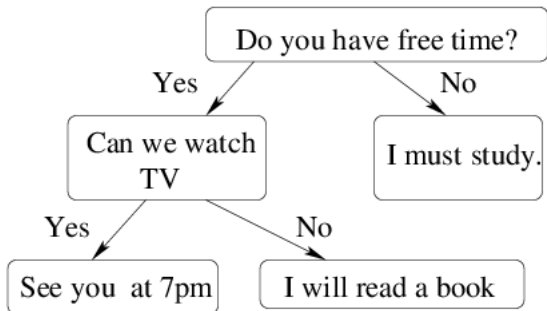 Do you have free time?
Yes
No
Can we watch
TV
I must study.
Yes
No
See you at 7pm
I will read a book